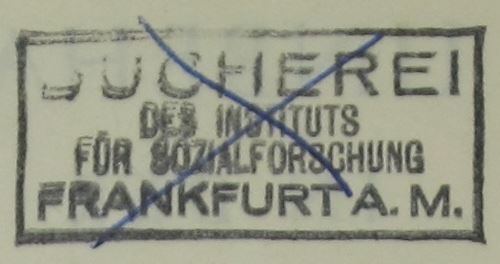 BÜCHEREI
DES INSTITUTS
FÜR SOZIALFORSCHUNG
FRANKFURT A. M.